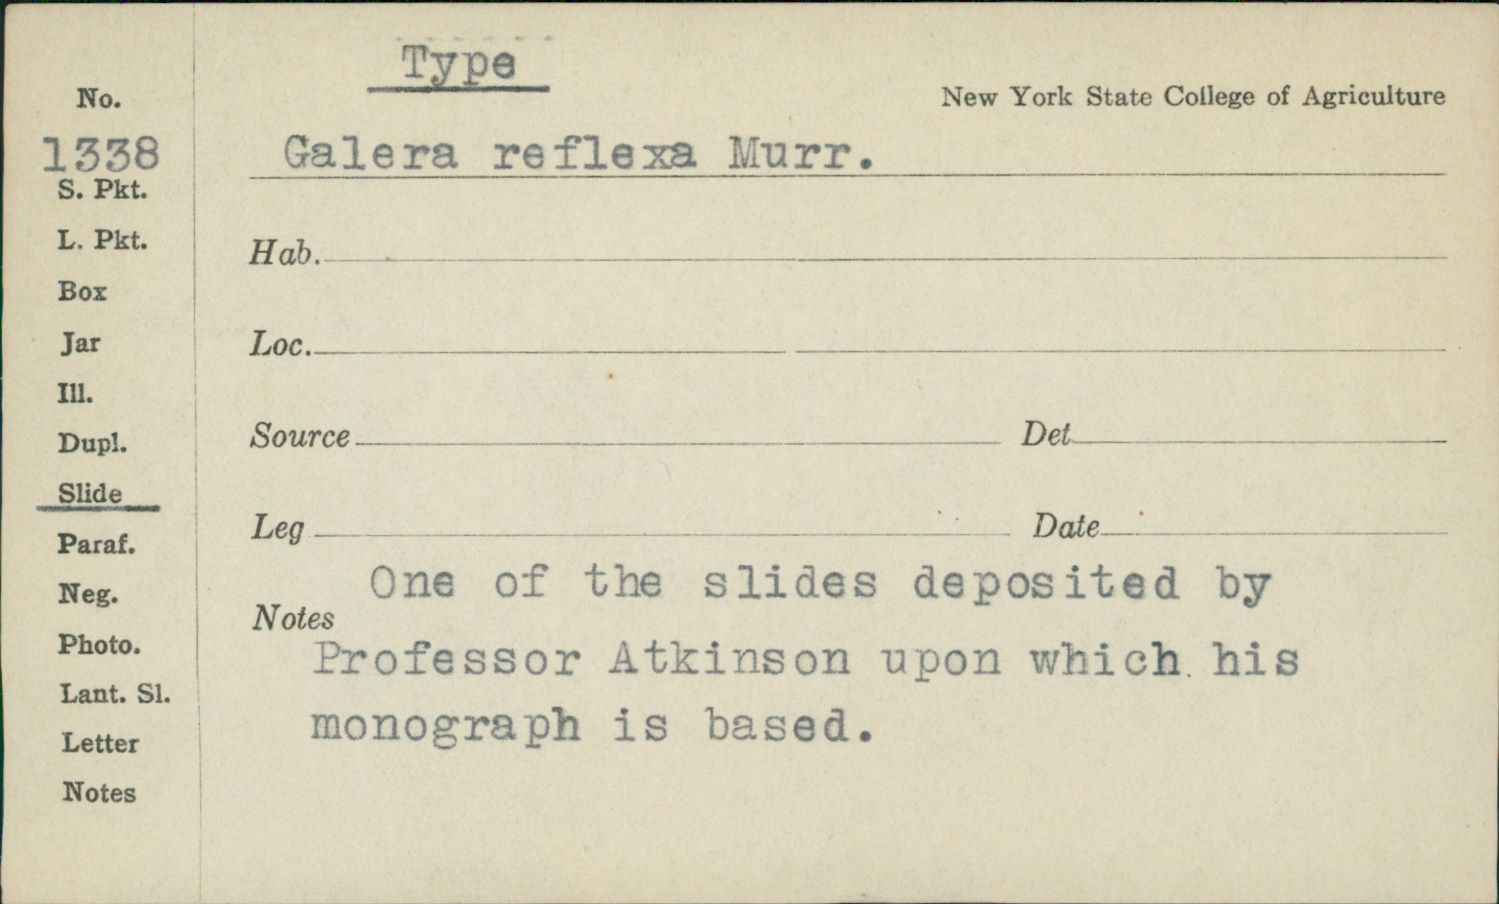 Type
New York State College of Agriculture
No.
1338
Galera reflexa Murr.
S. Pkt.
L. Pkt.
Box
Jar
Ill.
Dupl.
Slide
Paraf.
Neg.
Photo.
Lant. Sl.
Letter
Notes
Hab.
Loc.
Source Det
Leg Date
Notes One of the slides deposited by
Professor Atkinson upon which his
monograph is based.